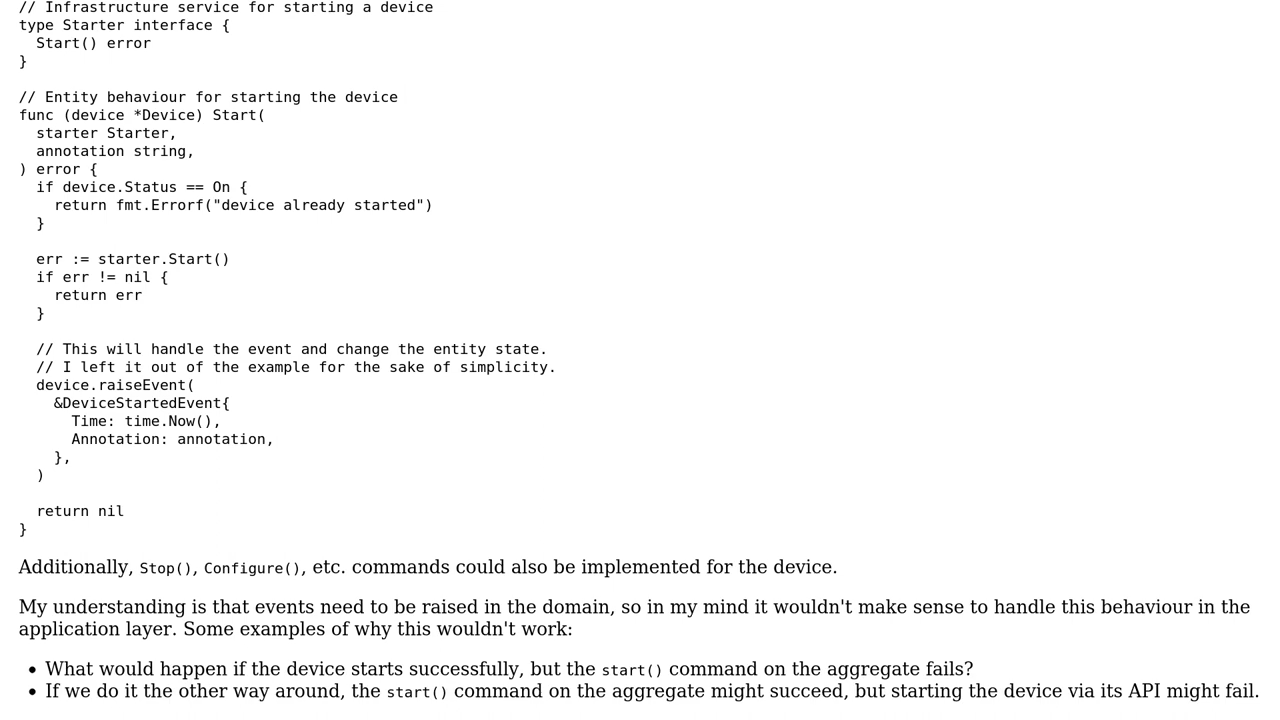 // Infrastructure service for starting a device
type Starter interface {
  Start() error
}

// Entity behaviour for starting the device
func (device *Device) Start(
  starter Starter,
  annotation string,
) error {
  if device.Status == On {
    return fmt.Errorf("device already started")
  }

  err := starter.Start()
  if err != nil {
    return err
  }

  // This will handle the event and change the entity state.
  // I left it out of the example for the sake of simplicity.
  device.raiseEvent(
    &DeviceStartedEvent{
      Time: time.Now(),
      Annotation: annotation,
    },
  )

  return nil
}
Additionally, Stop(), Configure(), etc. commands could also be implemented for the device.
My understanding is that events need to be raised in the domain, so in my mind it wouldn't make sense to handle this behaviour in the
application layer. Some examples of why this wouldn't work:
• What would happen if the device starts successfully, but the start() command on the aggregate fails?
• If we do it the other way around, the start() command on the aggregate might succeed, but starting the device via its API might fail.